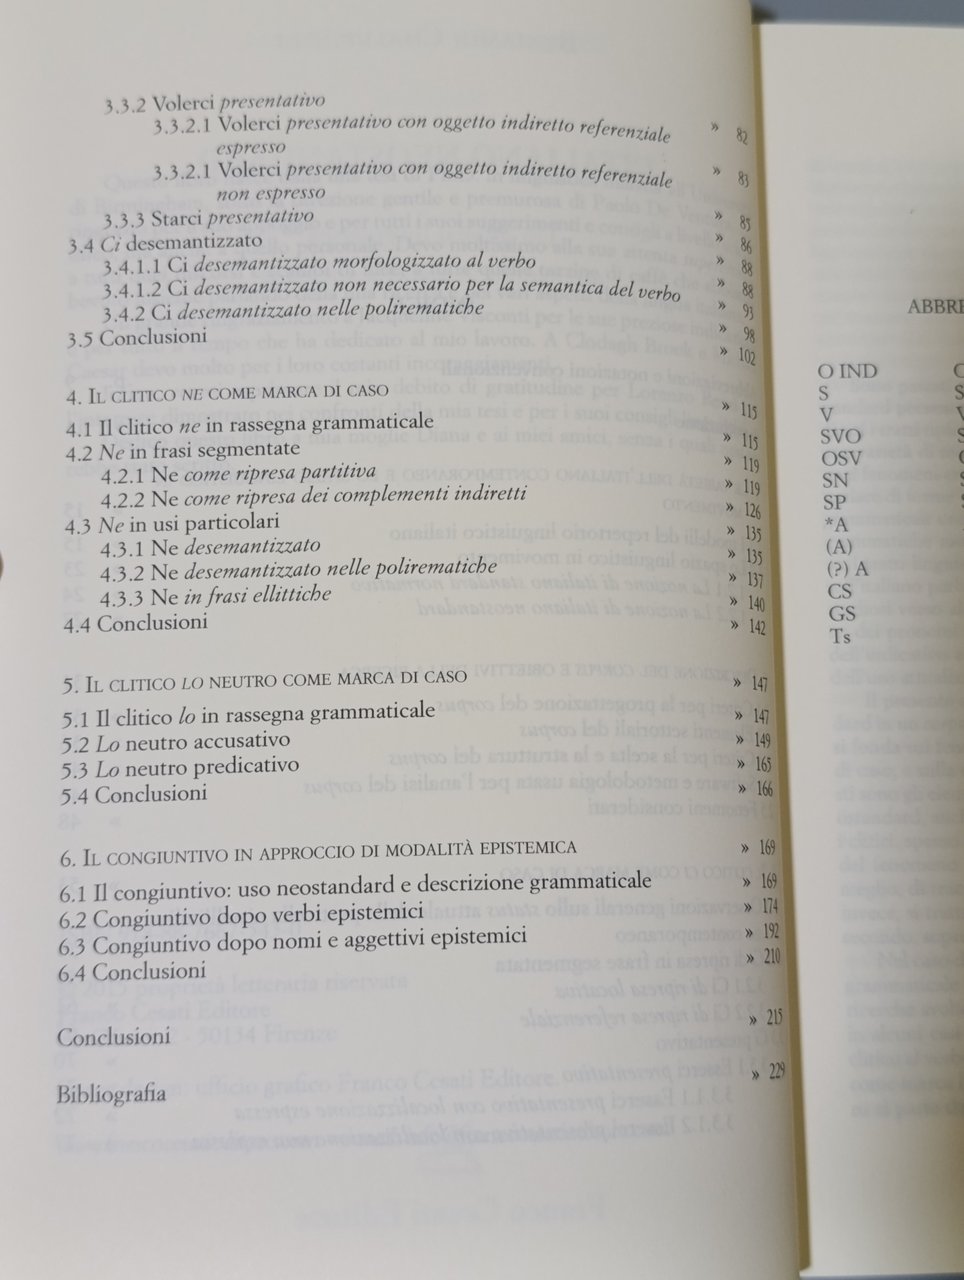 3.3.2 Volerci presentativo » 82
3.3.2.1 Volerci presentativo con oggetto indiretto referenziale
espresso » 83
3.3.2.1 Volerci presentativo con oggetto indiretto referenziale
non espresso » 85
3.3.3 Starci presentativo » 86
3.4 Ci desemantizzato » 88
3.4.1.1 Ci desemantizzato morfologizzato al verbo » 88
3.4.1.2 Ci desemantizzato non necessario per la semantica del verbo » 93
3.4.2 Ci desemantizzato nelle polirematiche » 98
3.5 Conclusioni » 102
4. IL CLITICO NE COME MARCA DI CASO » 115
4.1 Il clitico ne in rassegna grammaticale » 115
4.2 Ne in frasi segmentate » 119
4.2.1 Ne come ripresa partitiva » 119
4.2.2 Ne come ripresa dei complementi indiretti » 126
4.3 Ne in usi particolari » 135
4.3.1 Ne desemantizzato » 135
4.3.2 Ne desemantizzato nelle polirematiche » 137
4.3.3 Ne in frasi ellittiche » 140
4.4 Conclusioni » 142
5. IL CLITICO LO NEUTRO COME MARCA DI CASO » 147
5.1 Il clitico lo in rassegna grammaticale » 147
5.2 Lo neutro accusativo » 149
5.3 Lo neutro predicativo » 165
5.4 Conclusioni » 166
6. IL CONGIUNTIVO IN APPROCCIO DI MODALITÀ EPISTEMICA » 169
6.1 Il congiuntivo: uso neostandard e descrizione grammaticale » 169
6.2 Congiuntivo dopo verbi epistemici » 174
6.3 Congiuntivo dopo nomi e aggettivi epistemici » 192
6.4 Conclusioni » 210
Conclusioni » 215
Bibliografia » 229
ABBRE
O IND
S
V
SVO
OSV
SN
SP
*A
(A)
(?) A
CS
GS
Ts